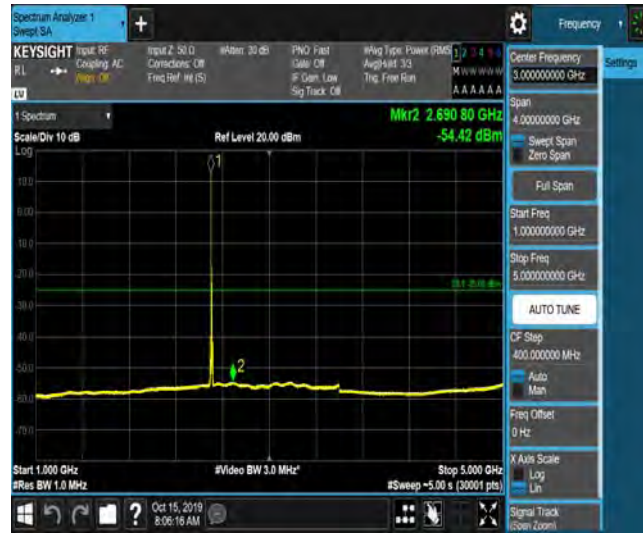 Spectrum Analyzer 1
Swept SA
+
Frequency
KEYSIGHT
RL
Input: RF
Coupling: AC
Align: Off
Input Z: 50 Ω
Corrections: Off
Freq Ref: Int (S)
#Atten: 30 dB
PNO: Fast
Gate: Off
IF Gain: Low
Sig Track: Off
#Avg Type: Power (RMS
Avg|Hold: 3/3
Trig: Free Run
1 2 3 4 5 6
M W W W W W
A A A A A A
LV
1 Spectrum
Scale/Div 10 dB
Log
Ref Level 20.00 dBm
Mkr2 2.690 80 GHz
-54.42 dBm
1
10.0
0.00
-10.0
-20.0
-40.0
-50.0
-70.0
2
Start 1.000 GHz
#Res BW 1.0 MHz
#Video BW 3.0 MHz*
Stop 5.000 GHz
#Sweep ~5.00 s (30001 pts)
?
Oct 15, 2019
8:06:16 AM
Center Frequency
3.000000000 GHz
Settings
Span
4.00000000 GHz
Swept Span
Zero Span
Full Span
Start Freq
1.000000000 GHz
Stop Freq
5.000000000 GHz
AUTO TUNE
CF Step
400.000000 MHz
Auto
Man
Freq Offset
0 Hz
X Axis Scale
Log
Lin
Signal Track
(Span Zoom)